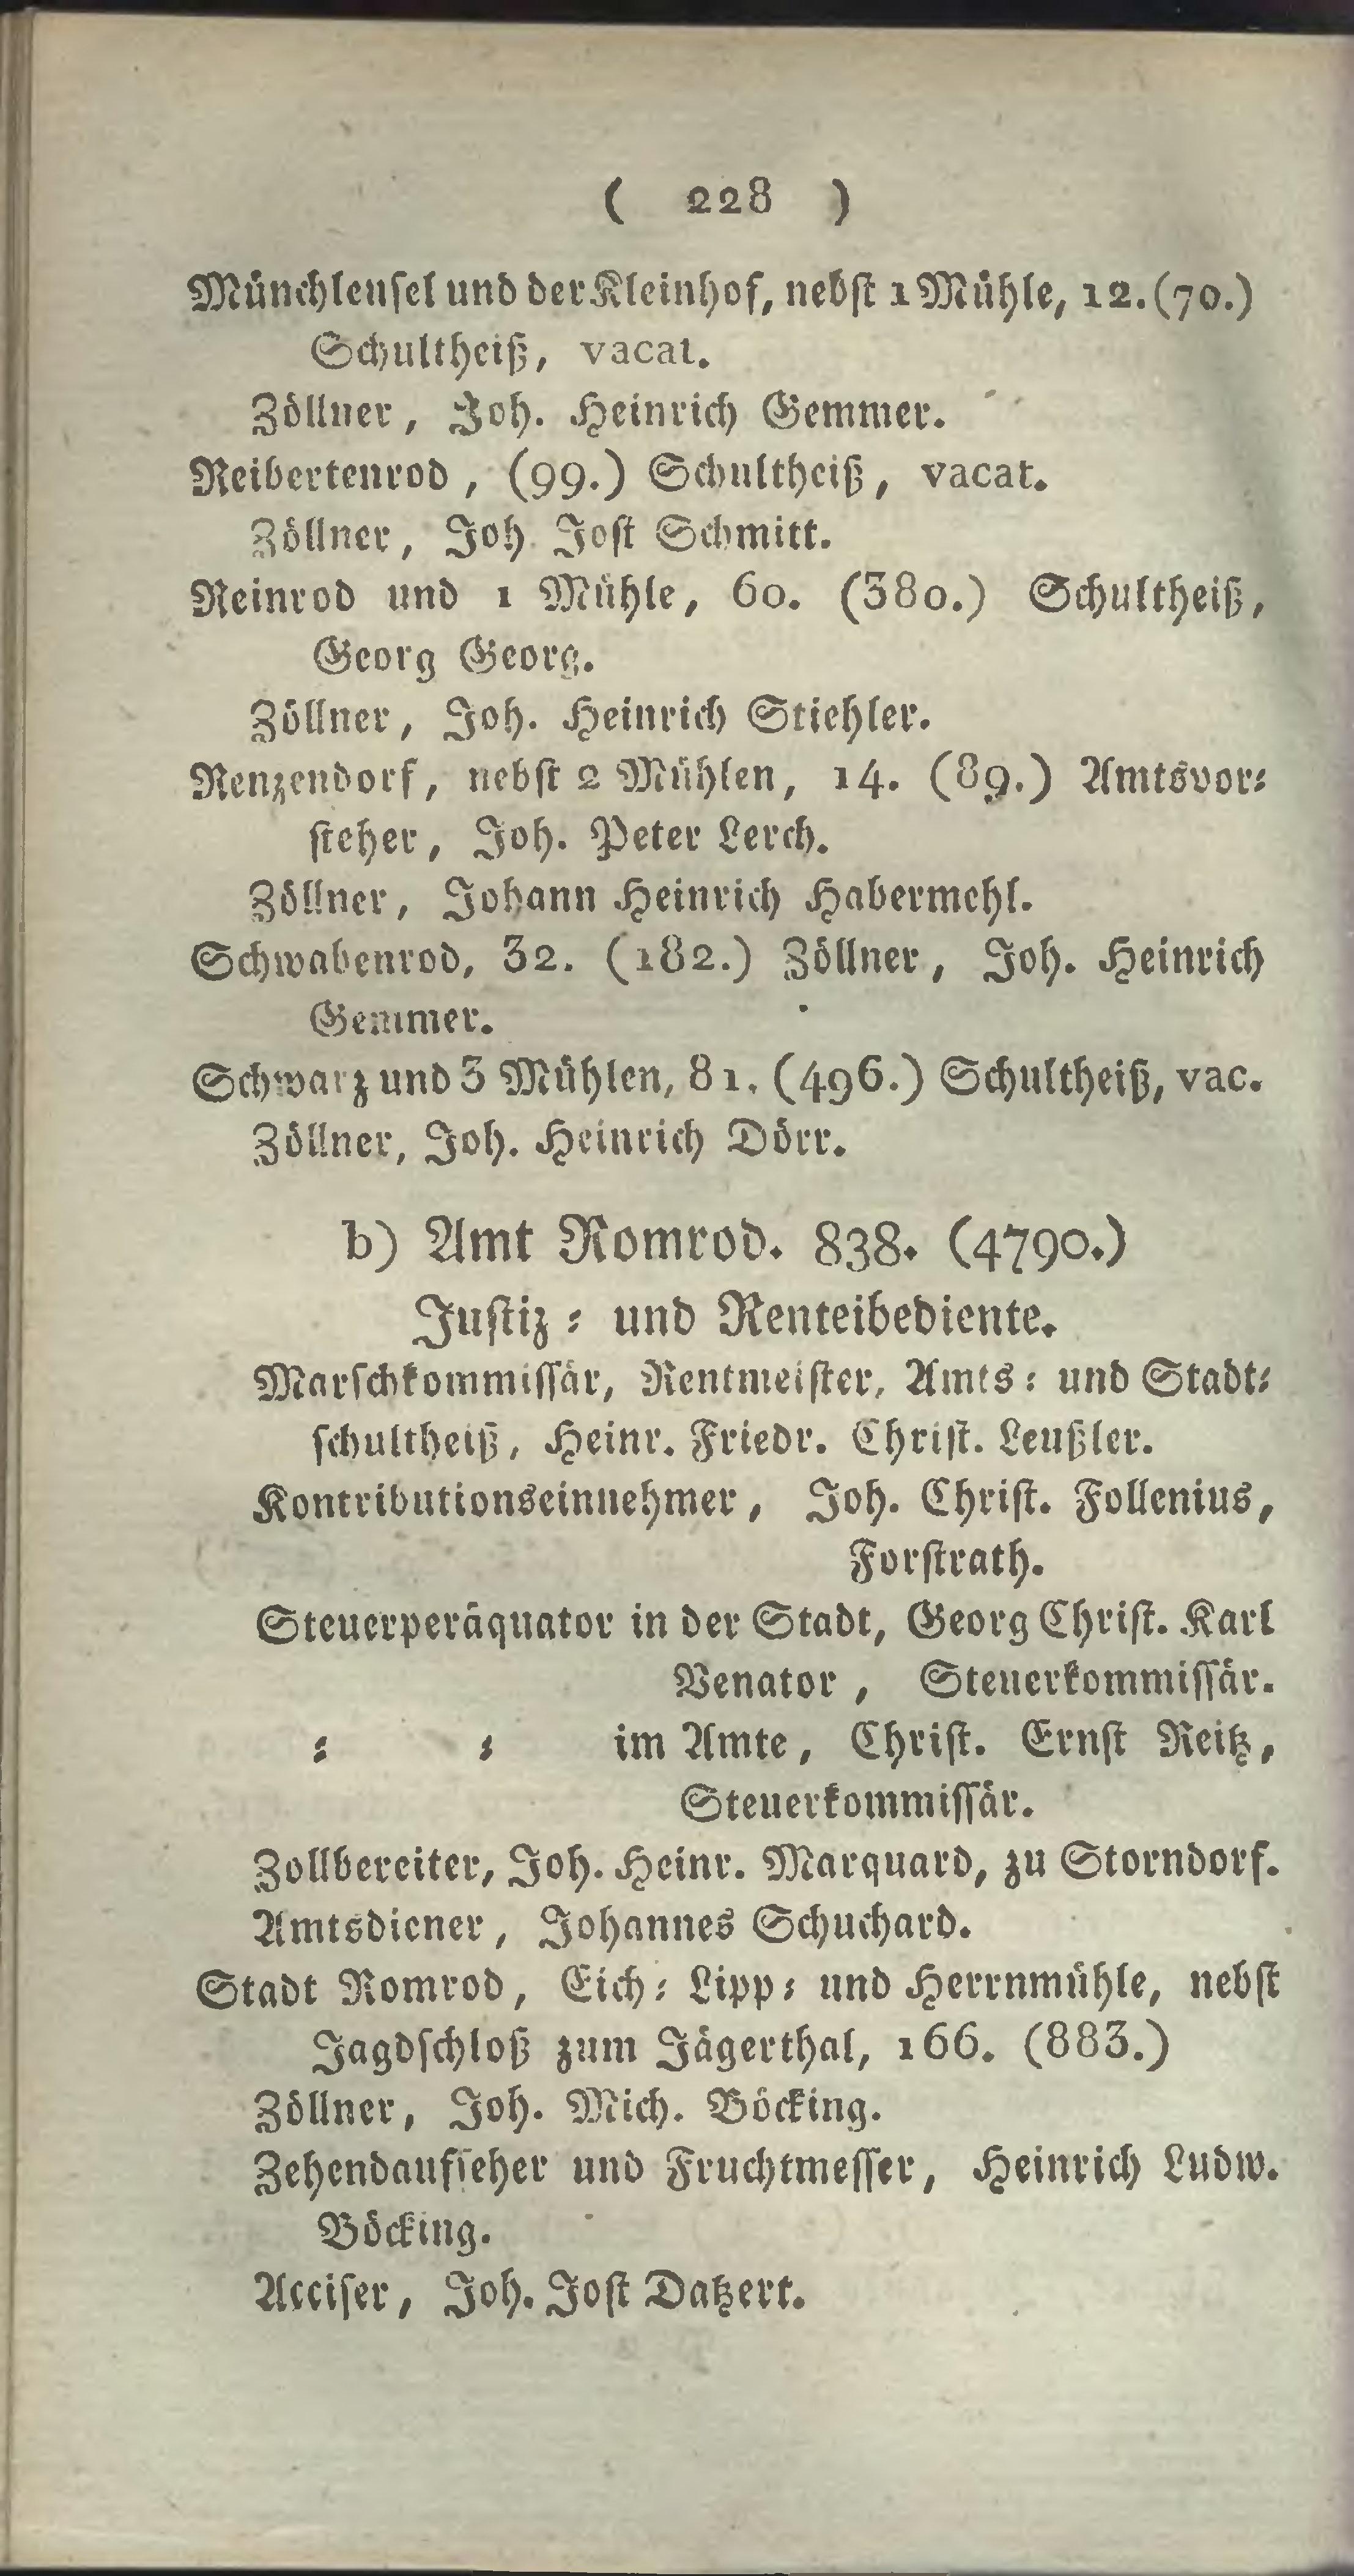 ( 228 )
Münchleusel und der Kleinhof, nebst 1 Mühle, 12. (70.)
Schultheiß, vacat.
Zöllner, Joh. Heinrich Gemmer.
Reibertenrod, (99.) Schultheiß, vacat.
Zöllner, Joh. Jost Schmitt.
Reinrod und 1 Mühle, 60. (380.) Schultheiß,
Georg Georg.
Zöllner, Joh. Heinrich Stiehler.
Renzendorf, nebst 2 Mühlen, 14. (89.) Amtsvor⸗
steher, Joh. Peter Lerch.
Zöllner, Johann Heinrich Habermehl.
Schwabenrod, 32. (182.) Zöllner, Joh. Heinrich
Gemmer.
Schwarz und 3 Mühlen, 81. (496.) Schultheiß, vac.
Zöllner, Joh. Heinrich Dörr.
b) Amt Romrod. 838. (4790.)
Justiz⸗ und Renteibediente.
Marschkommissär, Rentmeister, Amts⸗ und Stadt⸗
schultheiß, Heinr. Friedr. Christ. Leußler.
Kontributionseinnehmer, Joh. Christ. Follenius,
Forstrath.
Steuerperäquator in der Stadt, Georg Christ. Karl
Venator, Steuerkommissär.
⸗ ⸗ im Amte, Christ. Ernst Reitz,
Steuerkommissär.
Zollbereiter, Joh. Heinr. Marquard, zu Storndorf.
Amtsdiener, Johannes Schuchard.
Stadt Romrod, Eich⸗ Lipp⸗ und Herrnmühle, nebst
Jagdschloß zum Jägerthal, 166. (883.)
Zöllner, Joh. Mich. Böcking.
Zehendaufseher und Fruchtmesser, Heinrich Ludw.
Böcking.
Acciser, Joh. Jost Datzert.